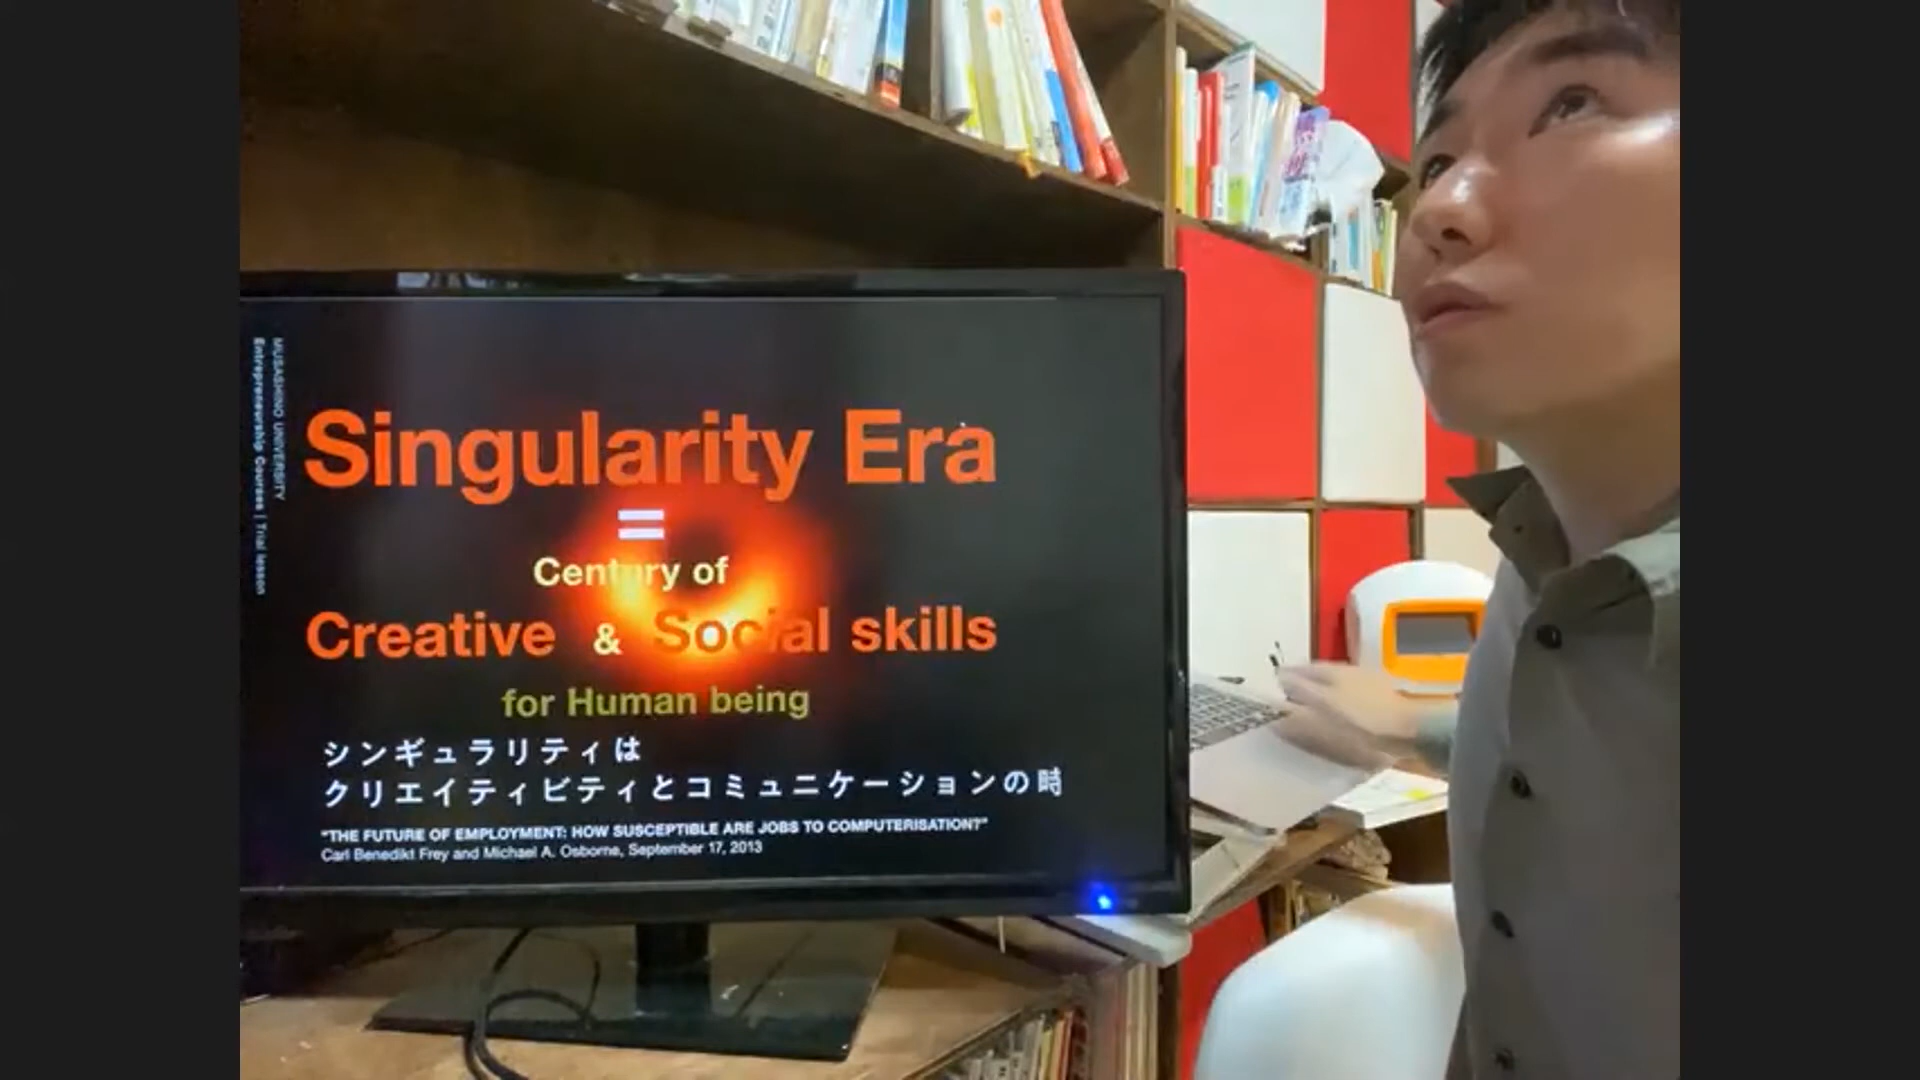 MUSASHINO UNIVERSITY
Entrepreneurship Courses | Trial lesson
Singularity Era
=
Century of
Creative & Social skills
for Human being
シンギュラリティは
クリエイティビティとコミュニケーションの時
"THE FUTURE OF EMPLOYMENT: HOW SUSCEPTIBLE ARE JOBS TO COMPUTERISATION?"
Carl Benedikt Frey and Michael A. Osborne, September 17, 2013